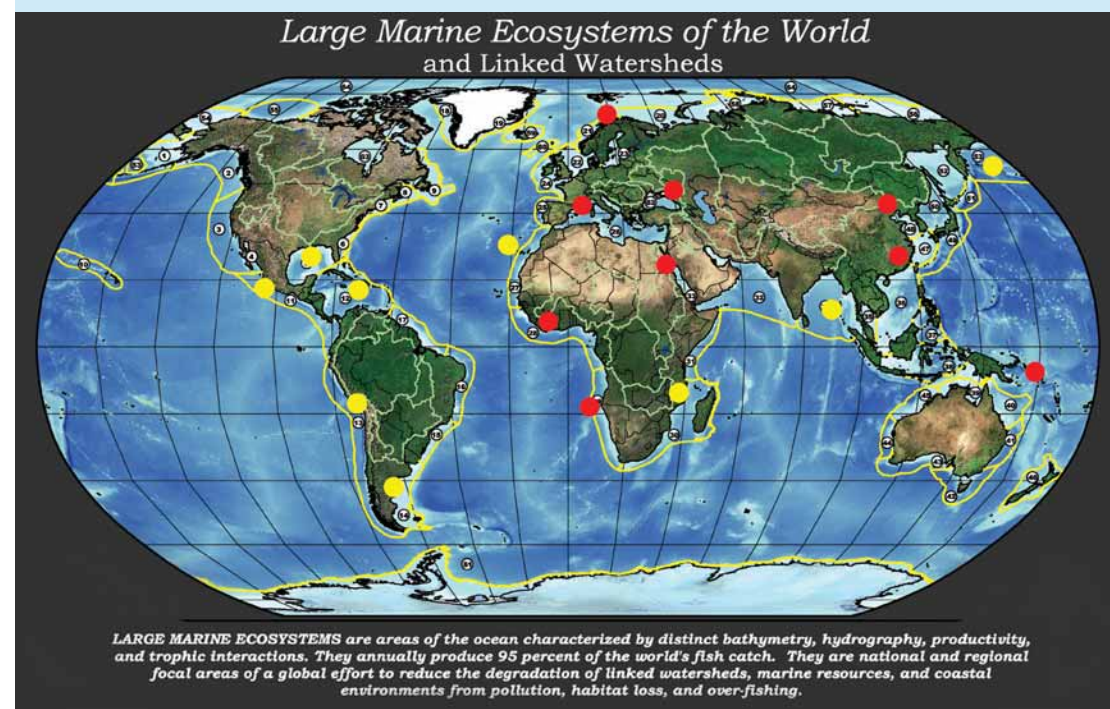 Large Marine Ecosystems of the World
and Linked Watersheds
LARGE MARINE ECOSYSTEMS are areas of the ocean characterized by distinct bathymetry, hydrography, productivity,
and trophic interactions. They annually produce 95 percent of the world's fish catch. They are national and regional
focal areas of a global effort to reduce the degradation of linked watersheds, marine resources, and coastal
environments from pollution, habitat loss, and over-fishing.